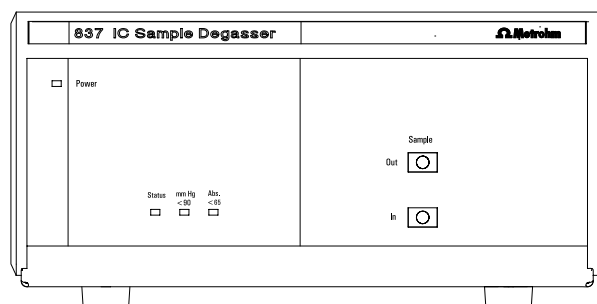 837 IC Sample Degasser
Ω Metrohm
Power
Sample
Out
Status
mm Hg
<90
Abs.
<65
In